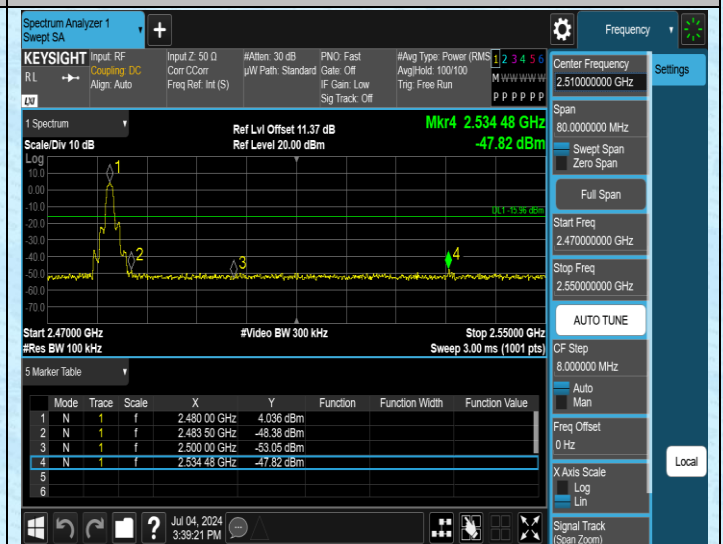 Spectrum Analyzer 1
Swept SA
+
Frequency
KEYSIGHT
RL
LXI
Input: RF
Coupling: DC
Align: Auto
Input Z: 50 Ω
Corr CCorr
Freq Ref: Int (S)
#Atten: 30 dB
µW Path: Standard
PNO: Fast
Gate: Off
IF Gain: Low
Sig Track: Off
#Avg Type: Power (RMS
Avg|Hold: 100/100
Trig: Free Run
1 2 3 4 5 6
M W W W W W
P P P P P P
1 Spectrum
Scale/Div 10 dB
Ref Lvl Offset 11.37 dB
Ref Level 20.00 dBm
Mkr4 2.534 48 GHz
-47.82 dBm
Log
10.0
0.00
-10.0
-20.0
-30.0
-40.0
-50.0
-60.0
-70.0
1
2
3
4
DL1 -15.96 dBm
Start 2.47000 GHz
#Res BW 100 kHz
#Video BW 300 kHz
Stop 2.55000 GHz
Sweep 3.00 ms (1001 pts)
5 Marker Table
Mode Trace Scale X Y Function Function Width Function Value
1 N 1 f 2.480 00 GHz 4.036 dBm
2 N 1 f 2.483 50 GHz -48.38 dBm
3 N 1 f 2.500 00 GHz -53.05 dBm
4 N 1 f 2.534 48 GHz -47.82 dBm
5
6
Center Frequency
2.510000000 GHz
Span
80.0000000 MHz
Swept Span
Zero Span
Full Span
Start Freq
2.470000000 GHz
Stop Freq
2.550000000 GHz
AUTO TUNE
CF Step
8.000000 MHz
Auto
Man
Freq Offset
0 Hz
X Axis Scale
Log
Lin
Signal Track
(Span Zoom)
Settings
Local
?
Jul 04, 2024
3:39:21 PM